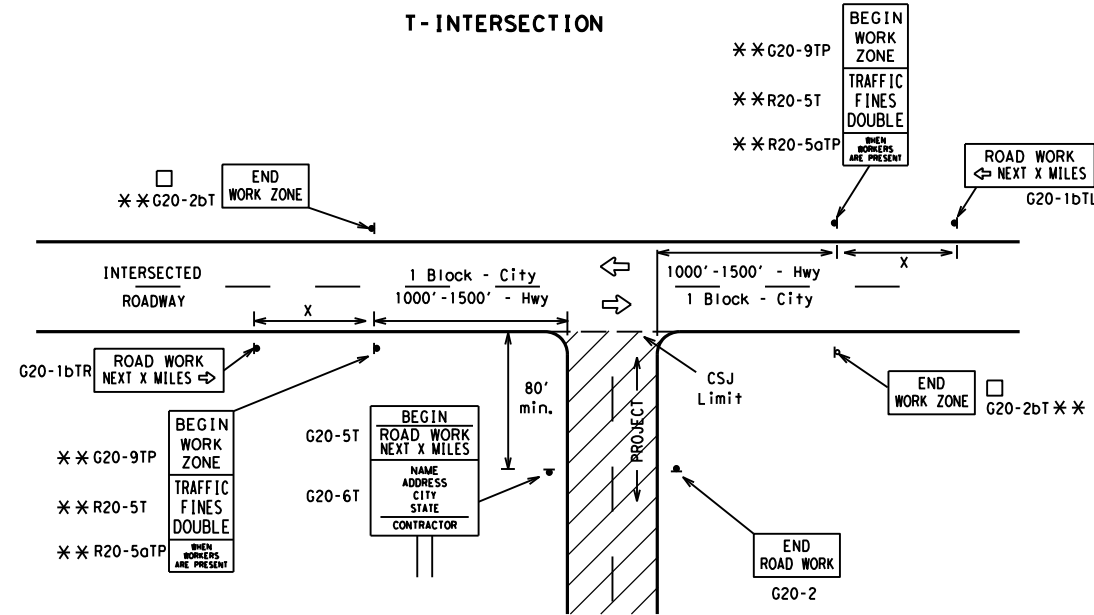 T-INTERSECTION
BEGIN
WORK
ZONE
TRAFFIC
FINES
DOUBLE
WHEN
WORKERS
ARE PRESENT
**G20-9TP
**R20-5T
**R20-5aTP
ROAD WORK
⇦ NEXT X MILES
G20-1bTL
□
**G20-2bT
END
WORK ZONE
INTERSECTED
ROADWAY
X
1 Block - City
1000'-1500' - Hwy
⇦
⇨
1000'-1500' - Hwy
1 Block - City
X
G20-1bTR
ROAD WORK
NEXT X MILES ⇨
80'
min.
CSJ
Limit
PROJECT
END
WORK ZONE
□
G20-2bT **
**G20-9TP
**R20-5T
**R20-5aTP
BEGIN
WORK
ZONE
TRAFFIC
FINES
DOUBLE
WHEN
WORKERS
ARE PRESENT
G20-5T
G20-6T
BEGIN
ROAD WORK
NEXT X MILES
NAME
ADDRESS
CITY
STATE
CONTRACTOR
END
ROAD WORK
G20-2